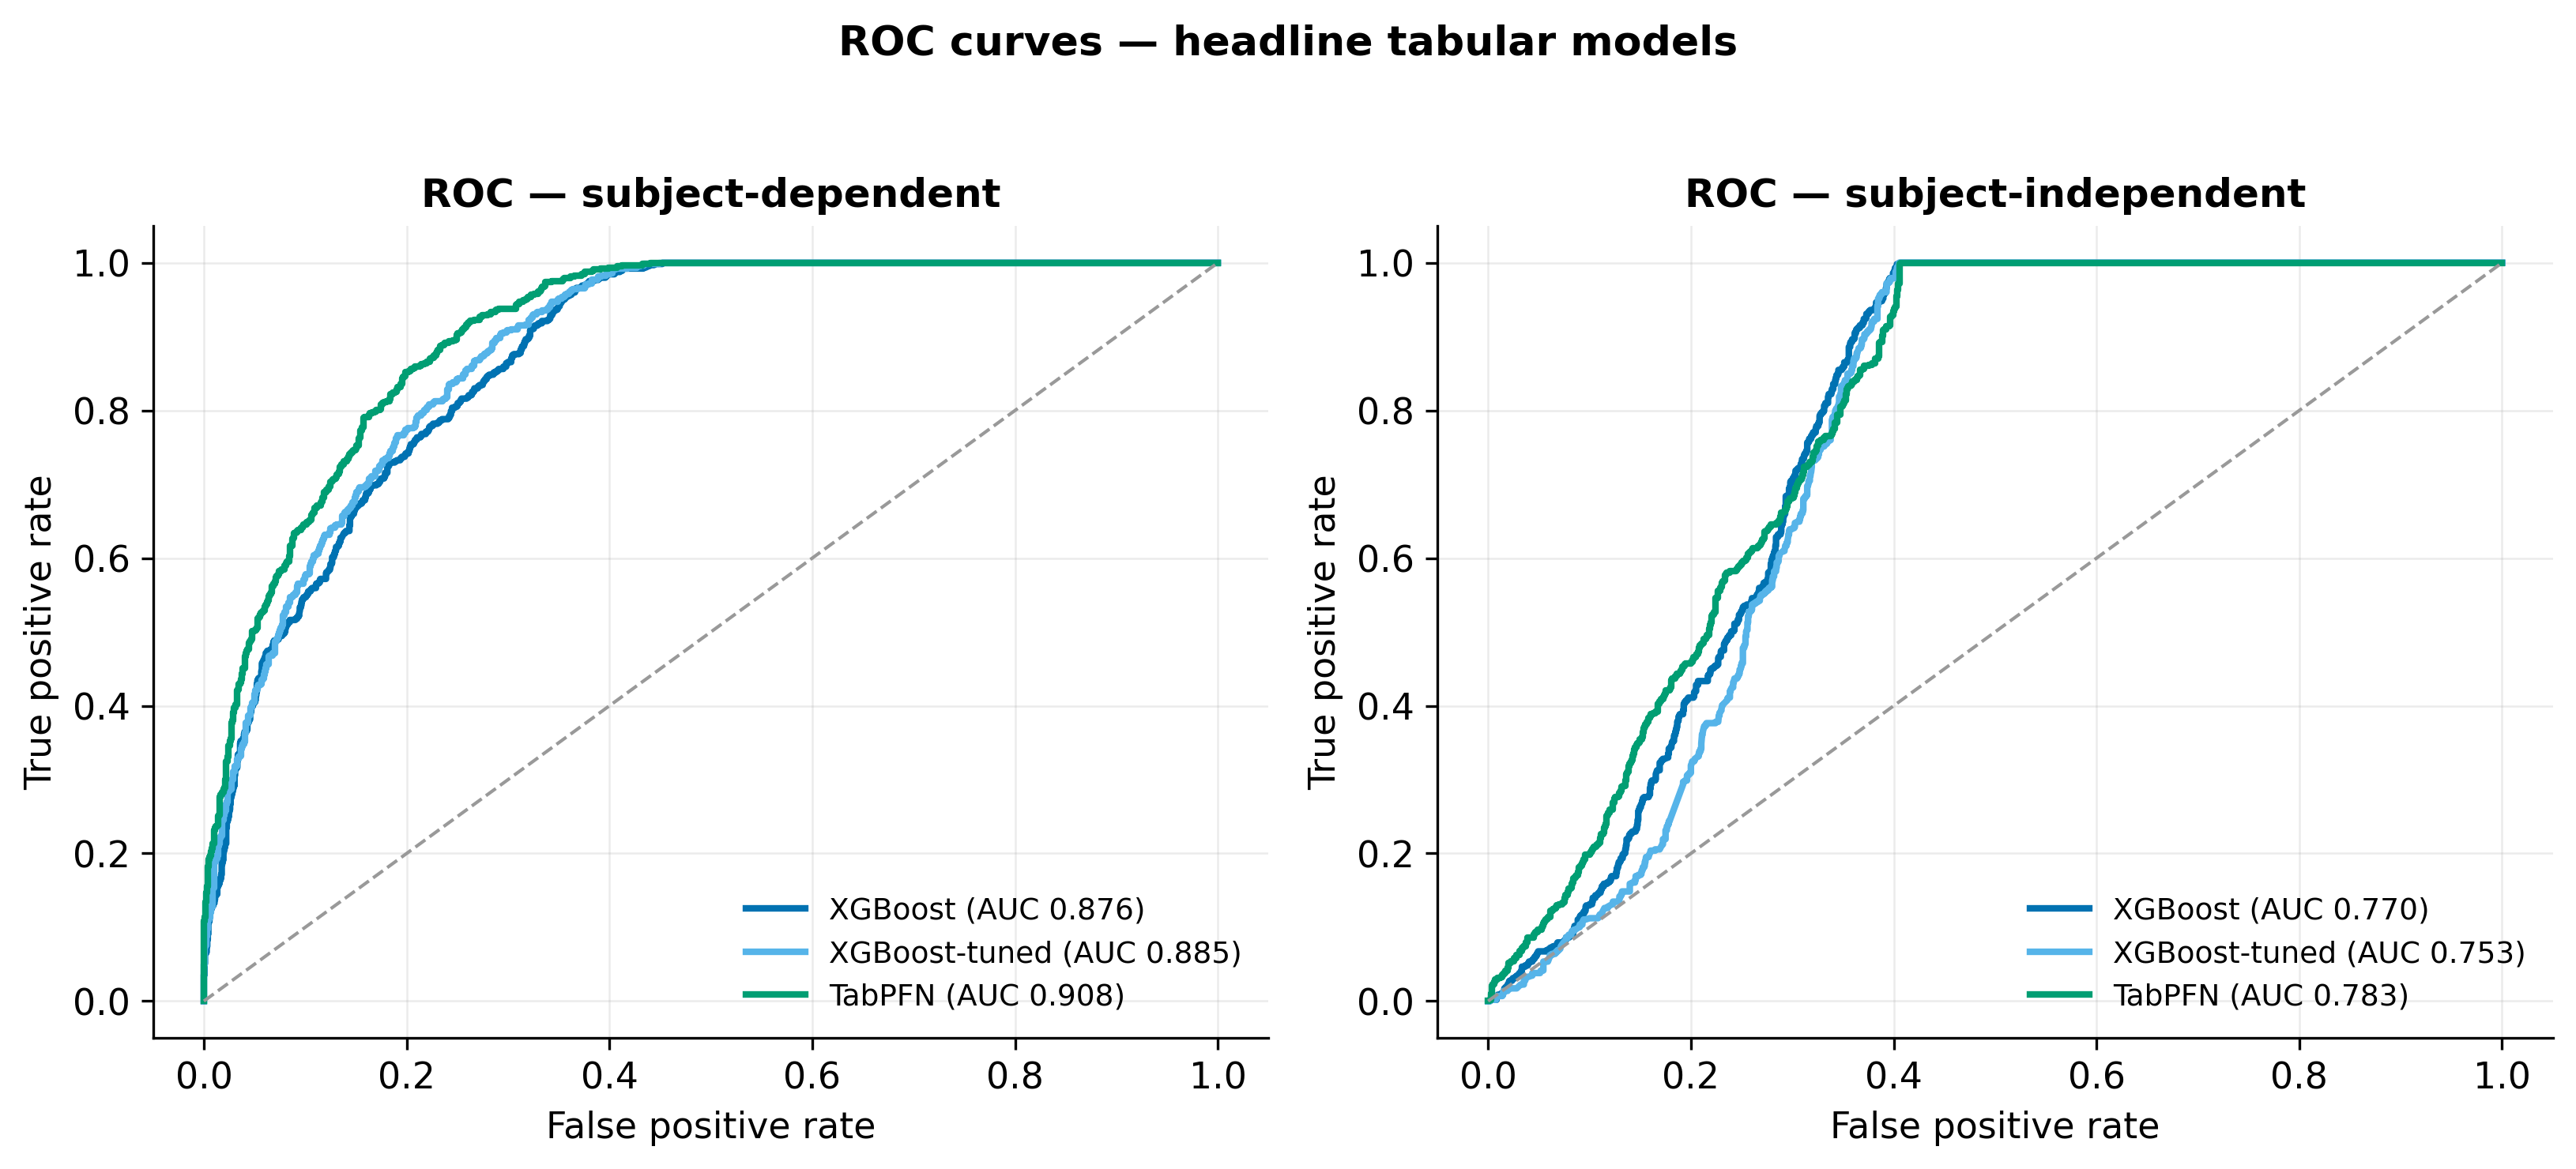 ROC curves — headline tabular models
ROC — subject-dependent
True positive rate
1.0
0.8
0.6
0.4
0.2
0.0
XGBoost (AUC 0.876)
XGBoost-tuned (AUC 0.885)
TabPFN (AUC 0.908)
0.0 0.2 0.4 0.6 0.8 1.0
False positive rate
ROC — subject-independent
True positive rate
1.0
0.8
0.6
0.4
0.2
0.0
XGBoost (AUC 0.770)
XGBoost-tuned (AUC 0.753)
TabPFN (AUC 0.783)
0.0 0.2 0.4 0.6 0.8 1.0
False positive rate